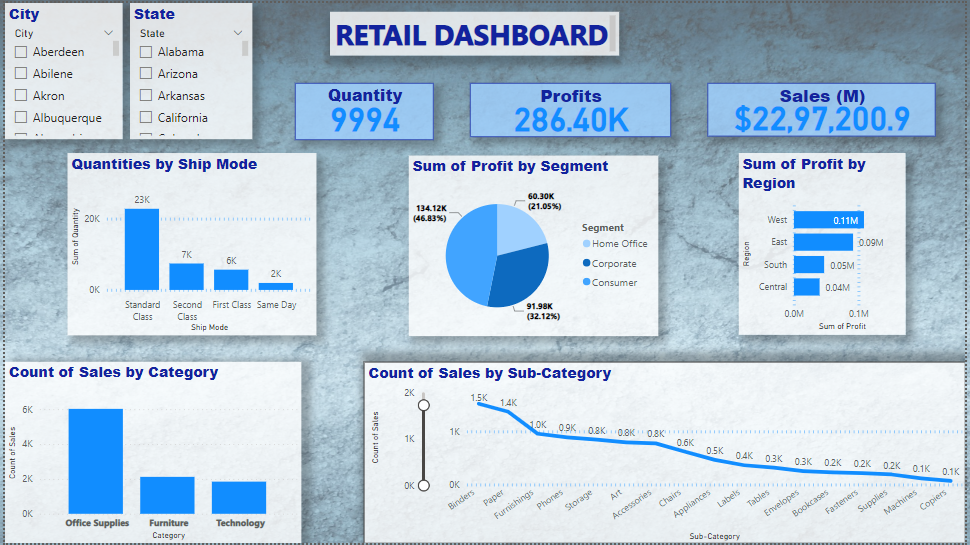 City
City
Aberdeen
Abilene
Akron
Albuquerque
State
State
Alabama
Arizona
Arkansas
California
RETAIL DASHBOARD
Quantity
9994
Profits
286.40K
Sales (M)
$22,97,200.9
Quantities by Ship Mode
Sum of Quantity
20K
0K
23K
7K
6K
2K
Standard
Class
Second
Class
First Class
Same Day
Ship Mode
Sum of Profit by Segment
134.12K
(46.83%)
60.30K
(21.05%)
91.98K
(32.12%)
Segment
Home Office
Corporate
Consumer
Sum of Profit by
Region
Region
West
0.11M
East
0.09M
South
0.05M
Central
0.04M
0.0M
0.1M
Sum of Profit
Count of Sales by Category
Count of Sales
6K
4K
2K
0K
Office Supplies
Furniture
Technology
Category
Count of Sales by Sub-Category
Count of Sales
2K
1K
0K
1K
0K
1.5K
1.4K
1.0K
0.9K
0.8K
0.8K
0.8K
0.6K
0.5K
0.4K
0.3K
0.3K
0.2K
0.2K
0.2K
0.1K
0.1K
Binders
Paper
Furnishings
Phones
Storage
Art
Accessories
Chairs
Appliances
Labels
Tables
Envelopes
Bookcases
Fasteners
Supplies
Machines
Copiers
Sub-Category